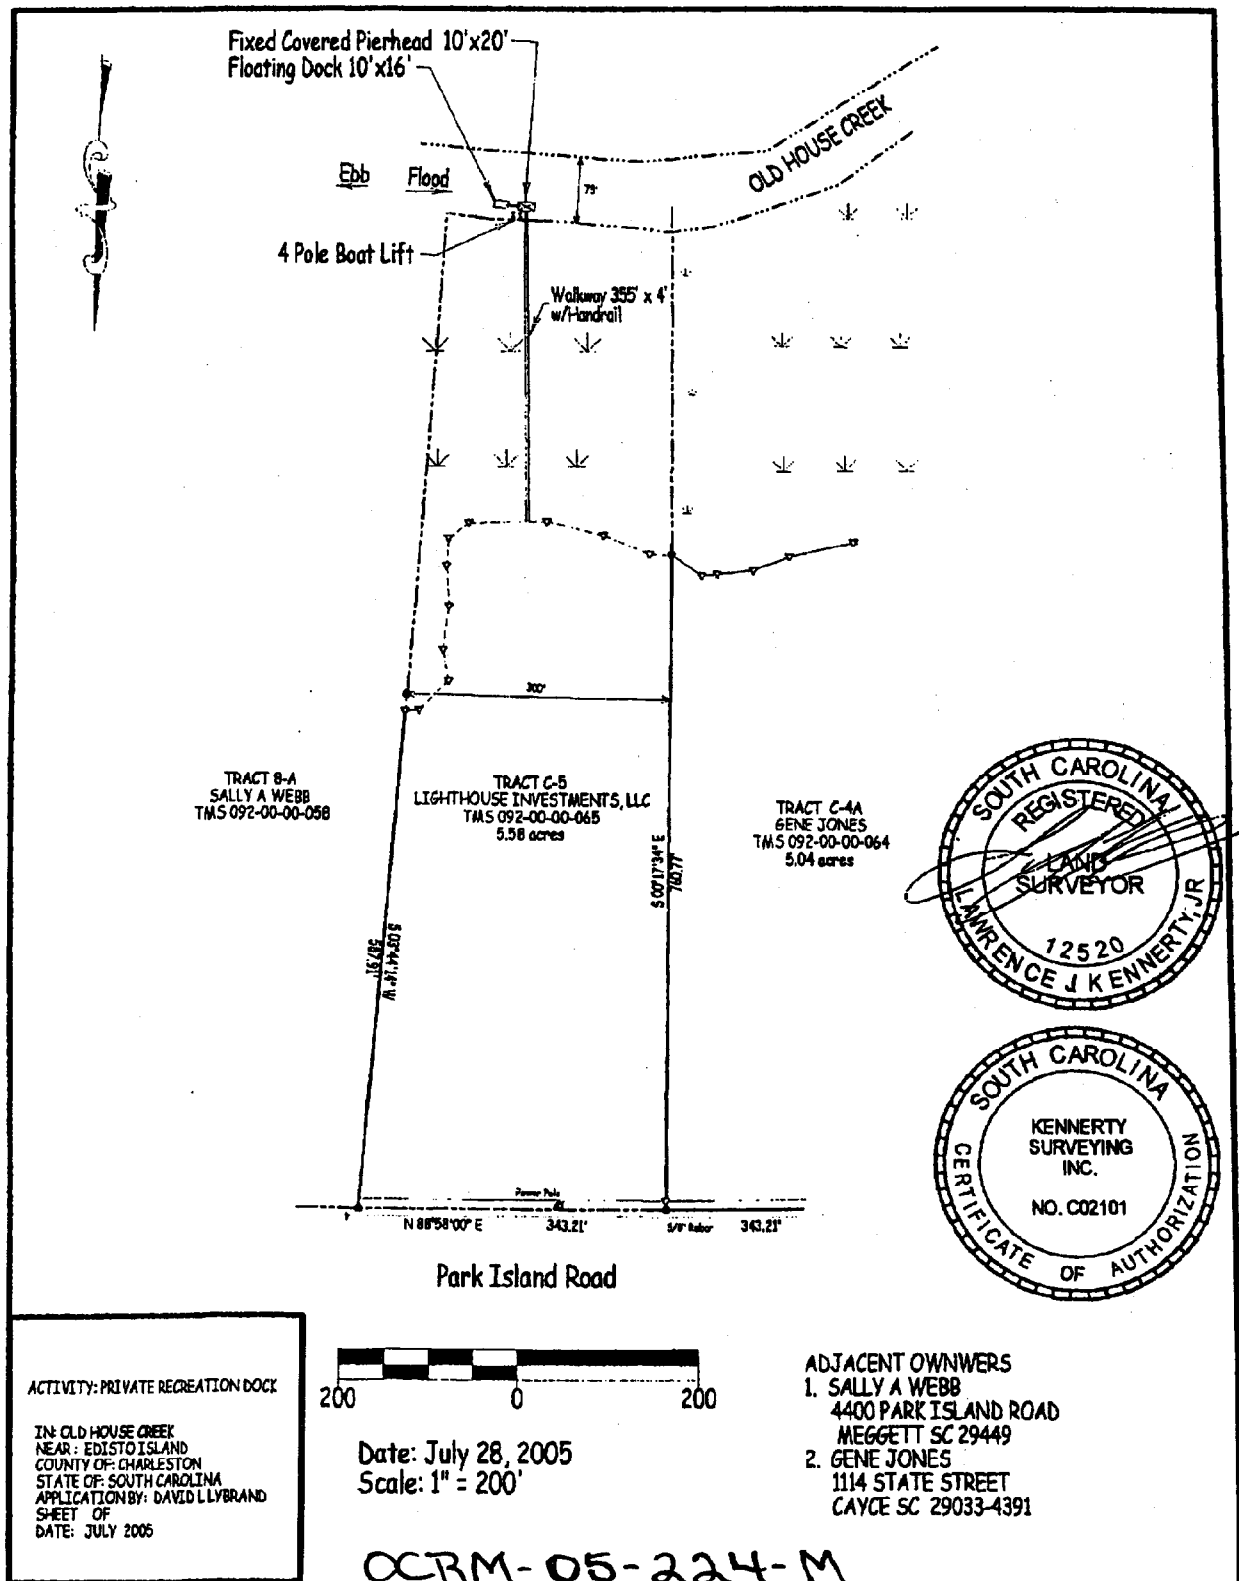 Fixed Covered Pierhead 10'x20'
Floating Dock 10'x16'
OLD HOUSE CREEK
Ebb Flood
79'
4 Pole Boat Lift
Walkway 355' x 4'
w/Handrail
300'
TRACT B-A
SALLY A WEBB
TMS 092-00-00-058
TRACT C-5
LIGHTHOUSE INVESTMENTS, LLC
TMS 092-00-00-065
5.58 acres
TRACT C-4A
GENE JONES
TMS 092-00-00-064
5.04 acres
S 00°17'34" E
760.77'
S 03°44'14" W
587.91'
SOUTH CAROLINA
REGISTERED
LAND
SURVEYOR
12520
LAWRENCE J KENNERTY, JR
SOUTH CAROLINA
KENNERTY
SURVEYING
INC.
NO. C02101
CERTIFICATE OF AUTHORIZATION
Power Pole
N 88°58'00" E 343.21' 5/8" Rebar 343.21'
Park Island Road
200 0 200
Date: July 28, 2005
Scale: 1" = 200'
ADJACENT OWNWERS
1. SALLY A WEBB
4400 PARK ISLAND ROAD
MEGGETT SC 29449
2. GENE JONES
1114 STATE STREET
CAYCE SC 29033-4391
ACTIVITY: PRIVATE RECREATION DOCK
IN: OLD HOUSE CREEK
NEAR: EDISTO ISLAND
COUNTY OF: CHARLESTON
STATE OF: SOUTH CAROLINA
APPLICATION BY: DAVID L LYBRAND
SHEET OF
DATE: JULY 2005
OCRM-05-224-M